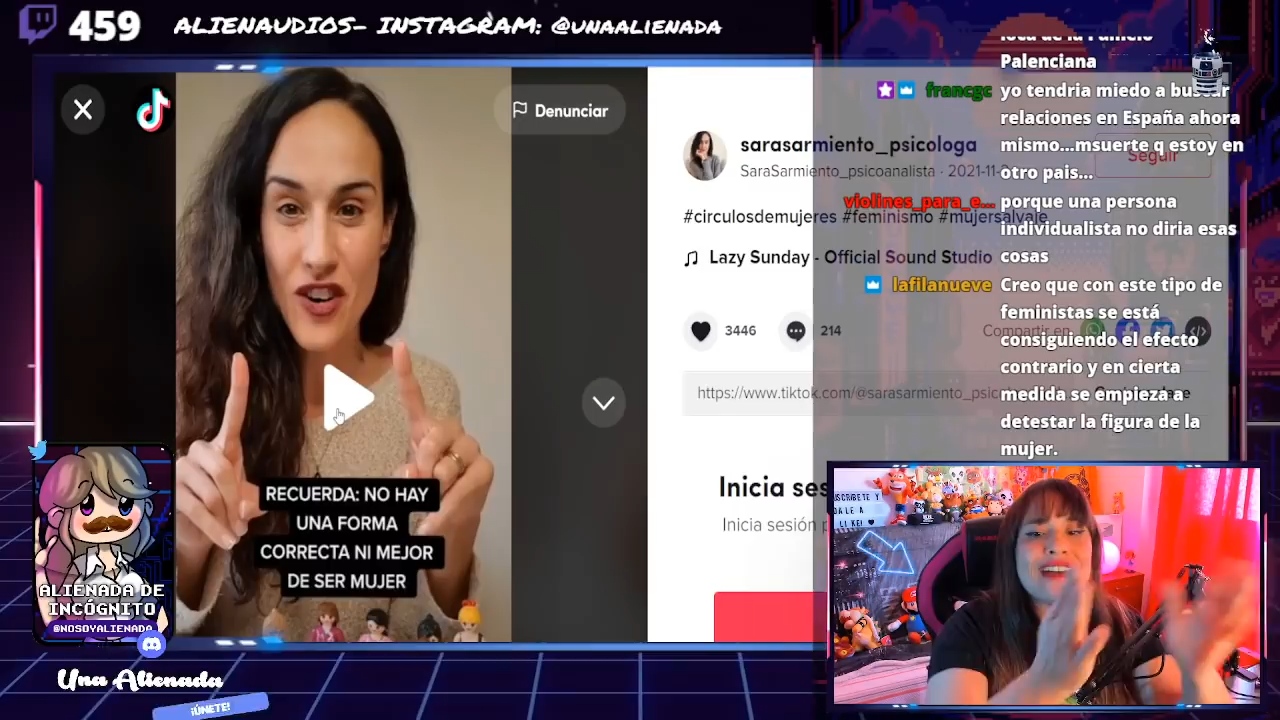 459
ALIENAUDIOS- INSTAGRAM: @UNAALIENADA
Denunciar
sarasarmiento_psicologa
SaraSarmiento_psicoanalista · 2021-11-
Seguir
#circulosdemujeres #feminismo #mujersalvaje
Lazy Sunday - Official Sound Studio
3446
214
Compartir en
https://www.tiktok.com/@sarasarmiento_psic
Inicia ses
Inicia sesión p
RECUERDA: NO HAY
UNA FORMA
CORRECTA NI MEJOR
DE SER MUJER
Palenciana
francgc
yo tendria miedo a buscar
relaciones en España ahora
mismo...msuerte q estoy en
otro pais...
violines_para_e...
porque una persona
individualista no diria esas
cosas
lafilanueve
Creo que con este tipo de
feministas se está
consiguiendo el efecto
contrario y en cierta
medida se empieza a
detestar la figura de la
mujer.
ALIENADA DE
INCÓGNITO
@NOSOYALIENADA
Una Alienada
¡ÚNETE!